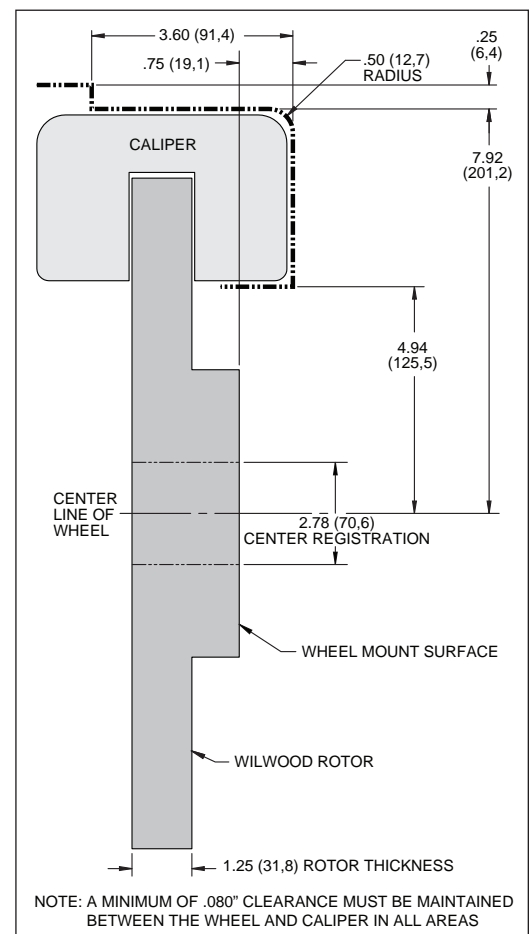 3.60 (91,4)
.75 (19,1)
.50 (12,7)
RADIUS
.25
(6,4)
CALIPER
7.92
(201,2)
4.94
(125,5)
CENTER
LINE OF
WHEEL
2.78 (70,6)
CENTER REGISTRATION
WHEEL MOUNT SURFACE
WILWOOD ROTOR
1.25 (31,8) ROTOR THICKNESS
NOTE: A MINIMUM OF .080" CLEARANCE MUST BE MAINTAINED
BETWEEN THE WHEEL AND CALIPER IN ALL AREAS